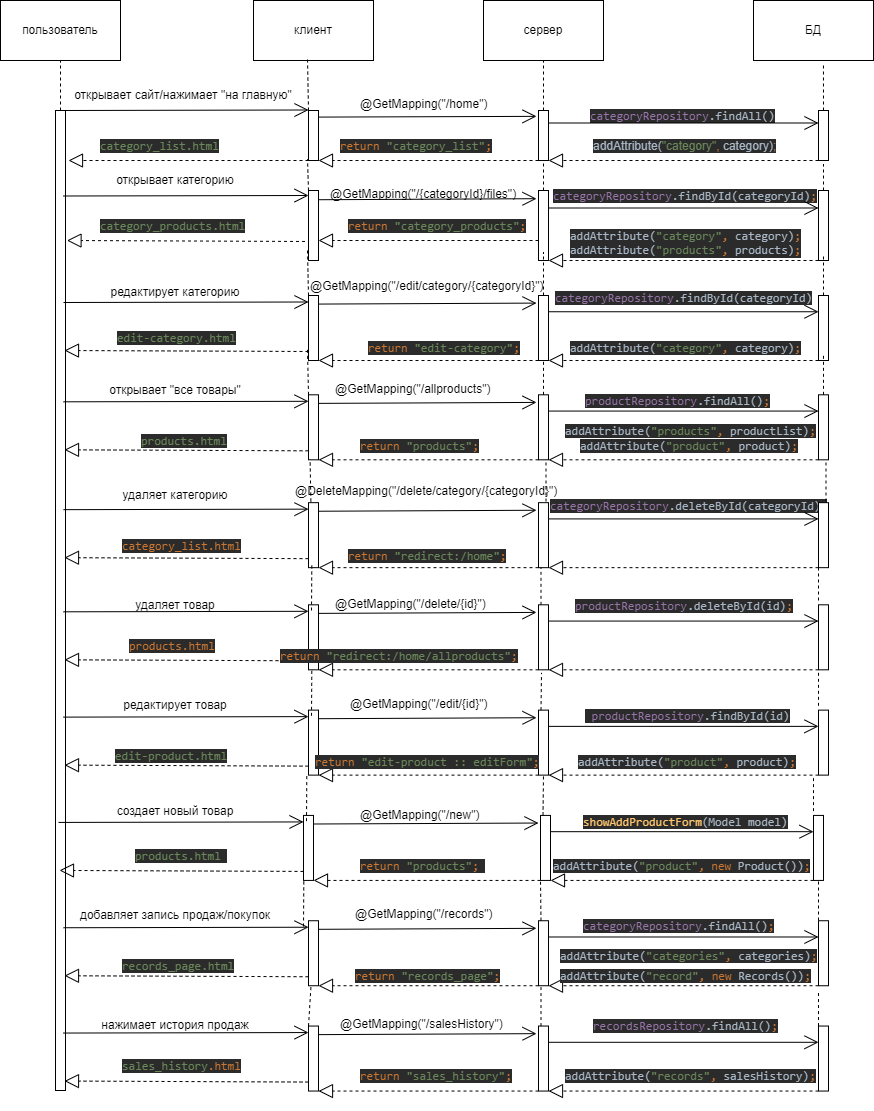 пользователь
клиент
сервер
БД
открывает сайт/нажимает "на главную"
@GetMapping("/home")
categoryRepository.findAll()
category_list.html
return "category_list";
addAttribute("category", category);
открывает категорию
@GetMapping("/{categoryId}/files")
categoryRepository.findById(categoryId);
category_products.html
return "category_products";
addAttribute("category", category);
addAttribute("products", products);
редактирует категорию
@GetMapping("/edit/category/{categoryId}")
categoryRepository.findById(categoryId)
edit-category.html
return "edit-category";
addAttribute("category", category);
открывает "все товары"
@GetMapping("/allproducts")
productRepository.findAll();
products.html
return "products";
addAttribute("products", productList);
addAttribute("product", product);
удаляет категорию
@DeleteMapping("/delete/category/{categoryId}")
categoryRepository.deleteById(categoryId)
category_list.html
return "redirect:/home";
удаляет товар
@GetMapping("/delete/{id}")
productRepository.deleteById(id);
products.html
return "redirect:/home/allproducts";
редактирует товар
@GetMapping("/edit/{id}")
productRepository.findById(id)
edit-product.html
return "edit-product :: editForm";
addAttribute("product", product);
создает новый товар
@GetMapping("/new")
showAddProductForm(Model model)
products.html
return "products";
addAttribute("product", new Product());
добавляет запись продаж/покупок
@GetMapping("/records")
categoryRepository.findAll();
addAttribute("categories", categories);
records_page.html
return "records_page";
addAttribute("record", new Records());
нажимает история продаж
@GetMapping("/salesHistory")
recordsRepository.findAll();
sales_history.html
return "sales_history";
addAttribute("records", salesHistory);